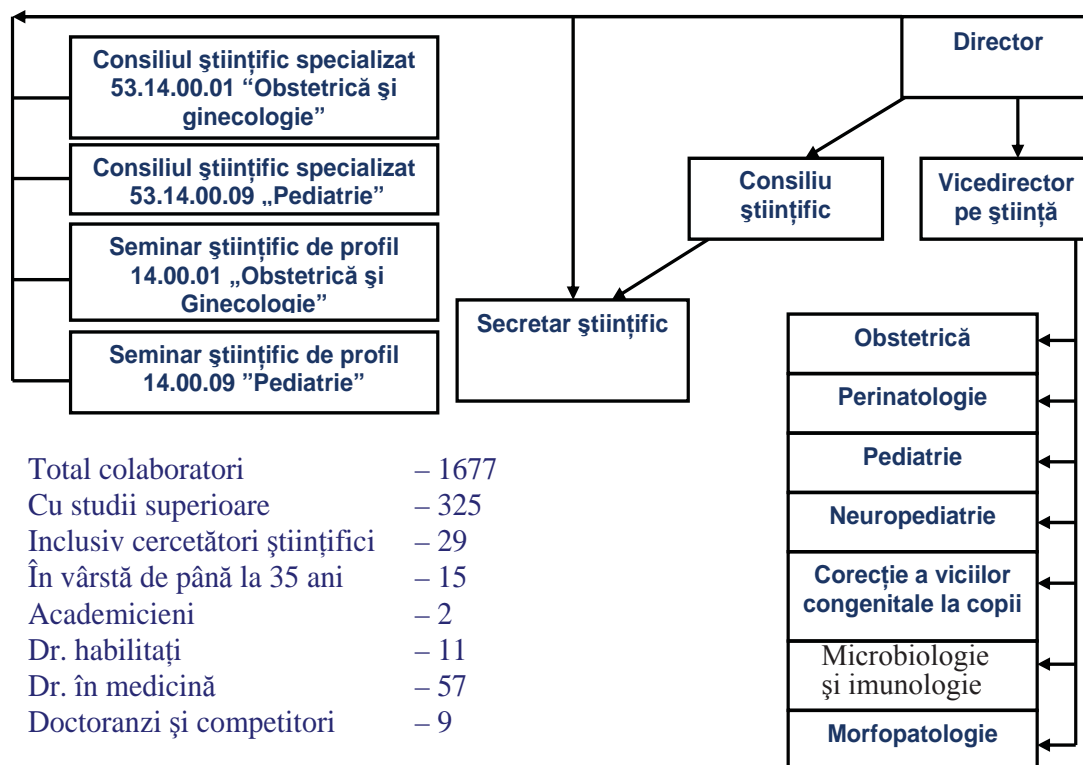 Director
Consiliul ştiinţific specializat
53.14.00.01 “Obstetrică şi
ginecologie”
Consiliul ştiinţific specializat
53.14.00.09 „Pediatrie”
Seminar ştiinţific de profil
14.00.01 „Obstetrică şi
Ginecologie”
Seminar ştiinţific de profil
14.00.09 ”Pediatrie”
Consiliu
ştiinţific
Vicedirector
pe ştiinţă
Secretar ştiinţific
Obstetrică
Perinatologie
Pediatrie
Neuropediatrie
Corecţie a viciilor
congenitale la copii
Microbiologie
şi imunologie
Morfopatologie
Total colaboratori – 1677
Cu studii superioare – 325
Inclusiv cercetători ştiinţifici – 29
În vârstă de până la 35 ani – 15
Academicieni – 2
Dr. habilitaţi – 11
Dr. în medicină – 57
Doctoranzi şi competitori – 9